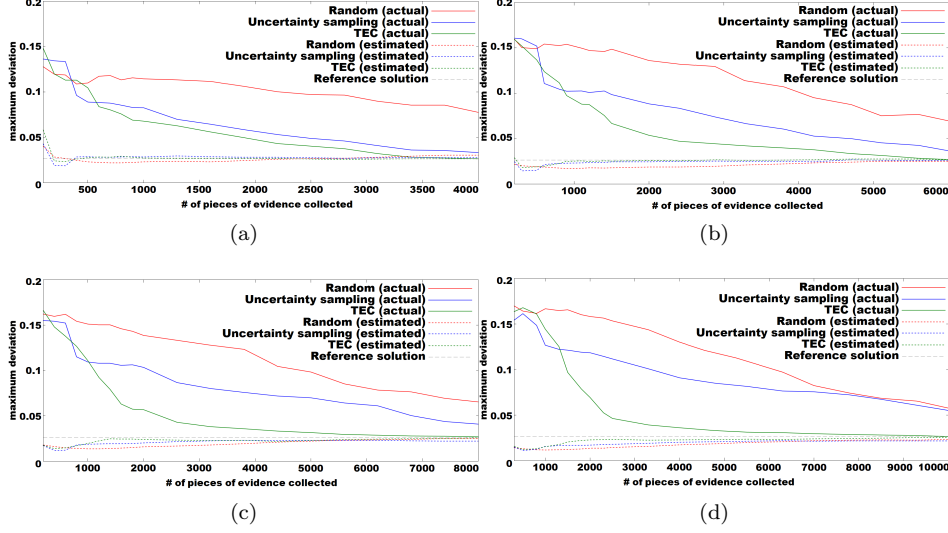 0.2
0.15
0.1
0.05
0
maximum deviation
Random (actual)
Uncertainty sampling (actual)
TEC (actual)
Random (estimated)
Uncertainty sampling (estimated)
TEC (estimated)
Reference solution
500 1000 1500 2000 2500 3000 3500 4000
# of pieces of evidence collected
(a)
0.2
0.15
0.1
0.05
0
maximum deviation
Random (actual)
Uncertainty sampling (actual)
TEC (actual)
Random (estimated)
Uncertainty sampling (estimated)
TEC (estimated)
Reference solution
1000 2000 3000 4000 5000 6000
# of pieces of evidence collected
(b)
0.2
0.15
0.1
0.05
0
maximum deviation
Random (actual)
Uncertainty sampling (actual)
TEC (actual)
Random (estimated)
Uncertainty sampling (estimated)
TEC (estimated)
Reference solution
1000 2000 3000 4000 5000 6000 7000 8000
# of pieces of evidence collected
(c)
0.2
0.15
0.1
0.05
0
maximum deviation
Random (actual)
Uncertainty sampling (actual)
TEC (actual)
Random (estimated)
Uncertainty sampling (estimated)
TEC (estimated)
Reference solution
1000 2000 3000 4000 5000 6000 7000 8000 9000 10000
# of pieces of evidence collected
(d)